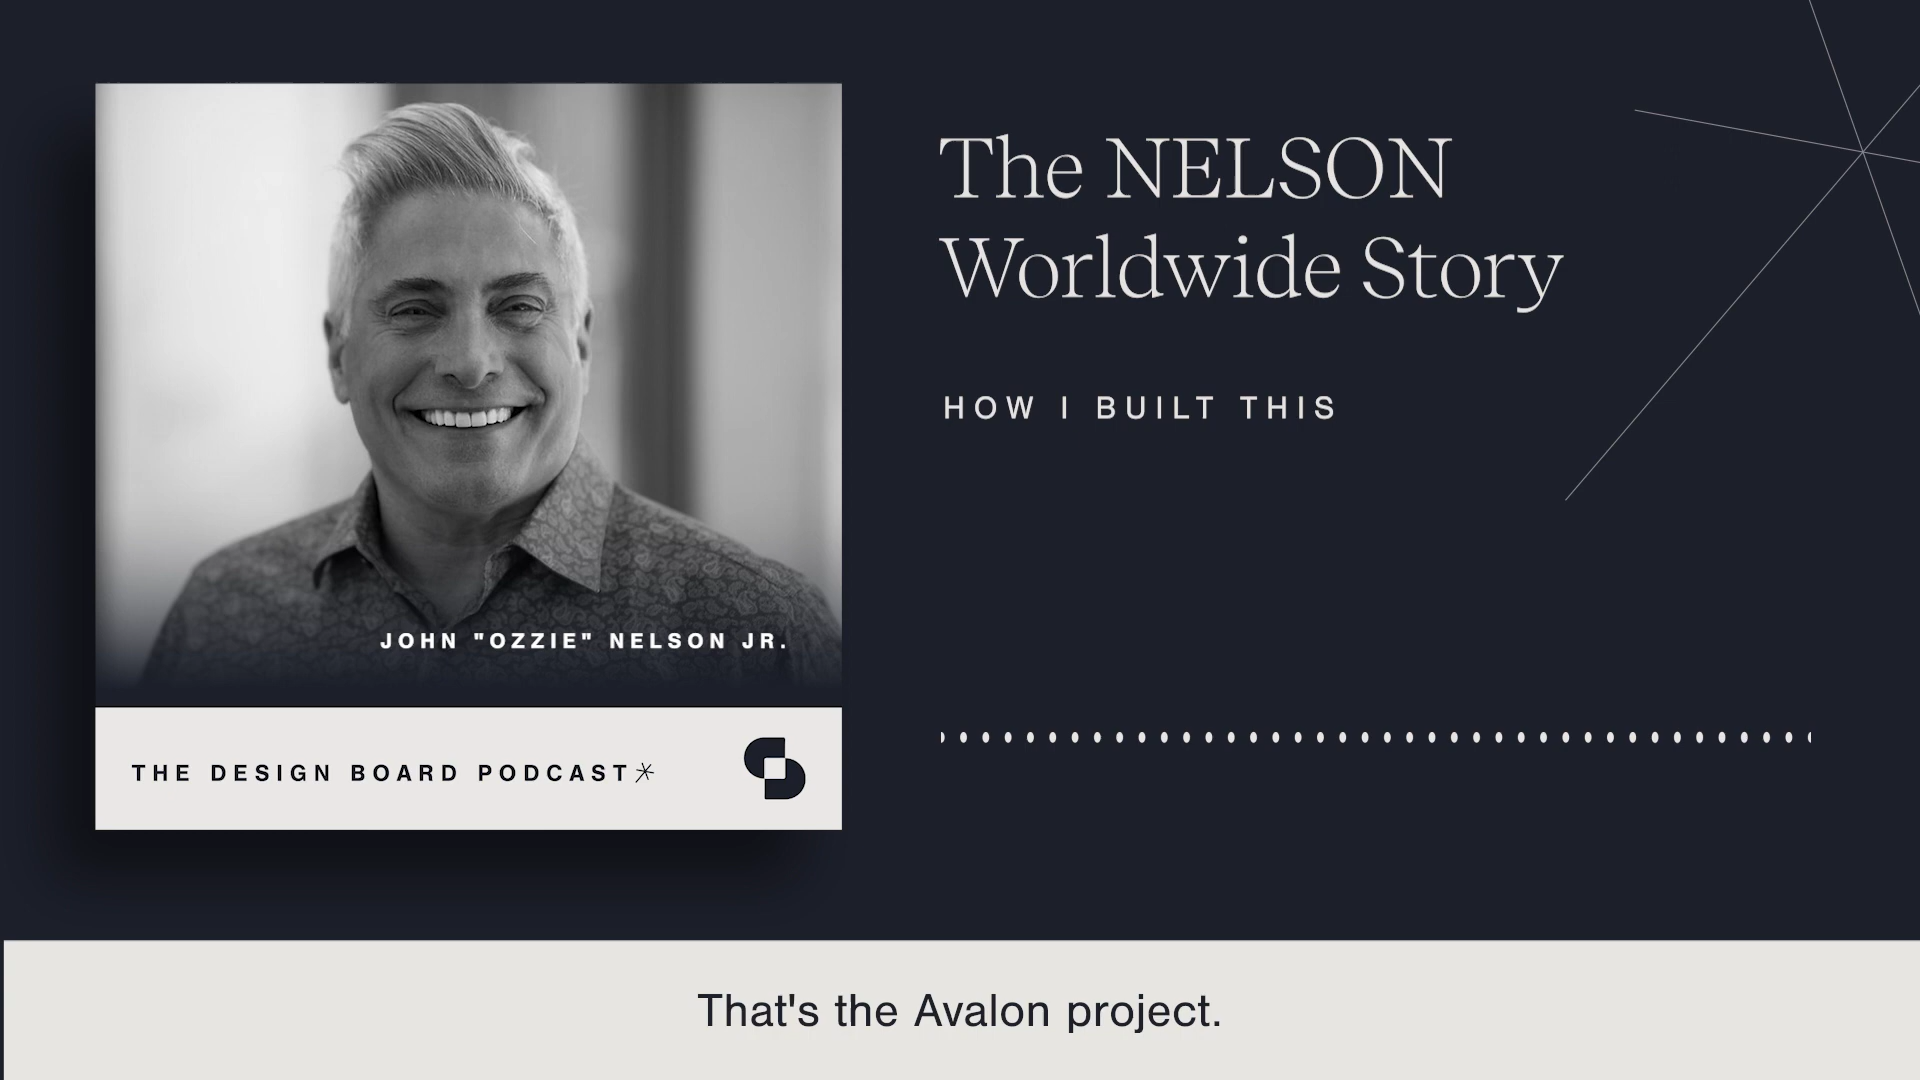 The NELSON
Worldwide Story
HOW I BUILT THIS
JOHN "OZZIE" NELSON JR.
THE DESIGN BOARD PODCAST
That's the Avalon project.